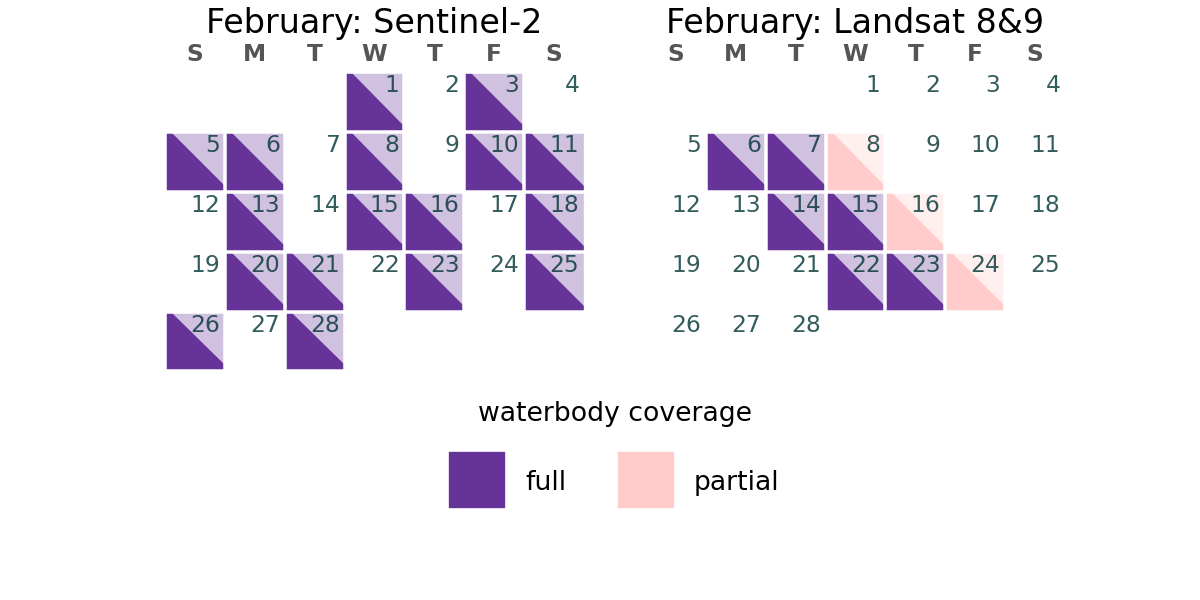 February: Sentinel-2
S M T W T F S
1 2 3 4
5 6 7 8 9 10 11
12 13 14 15 16 17 18
19 20 21 22 23 24 25
26 27 28
February: Landsat 8&9
S M T W T F S
1 2 3 4
5 6 7 8 9 10 11
12 13 14 15 16 17 18
19 20 21 22 23 24 25
26 27 28
waterbody coverage
full partial